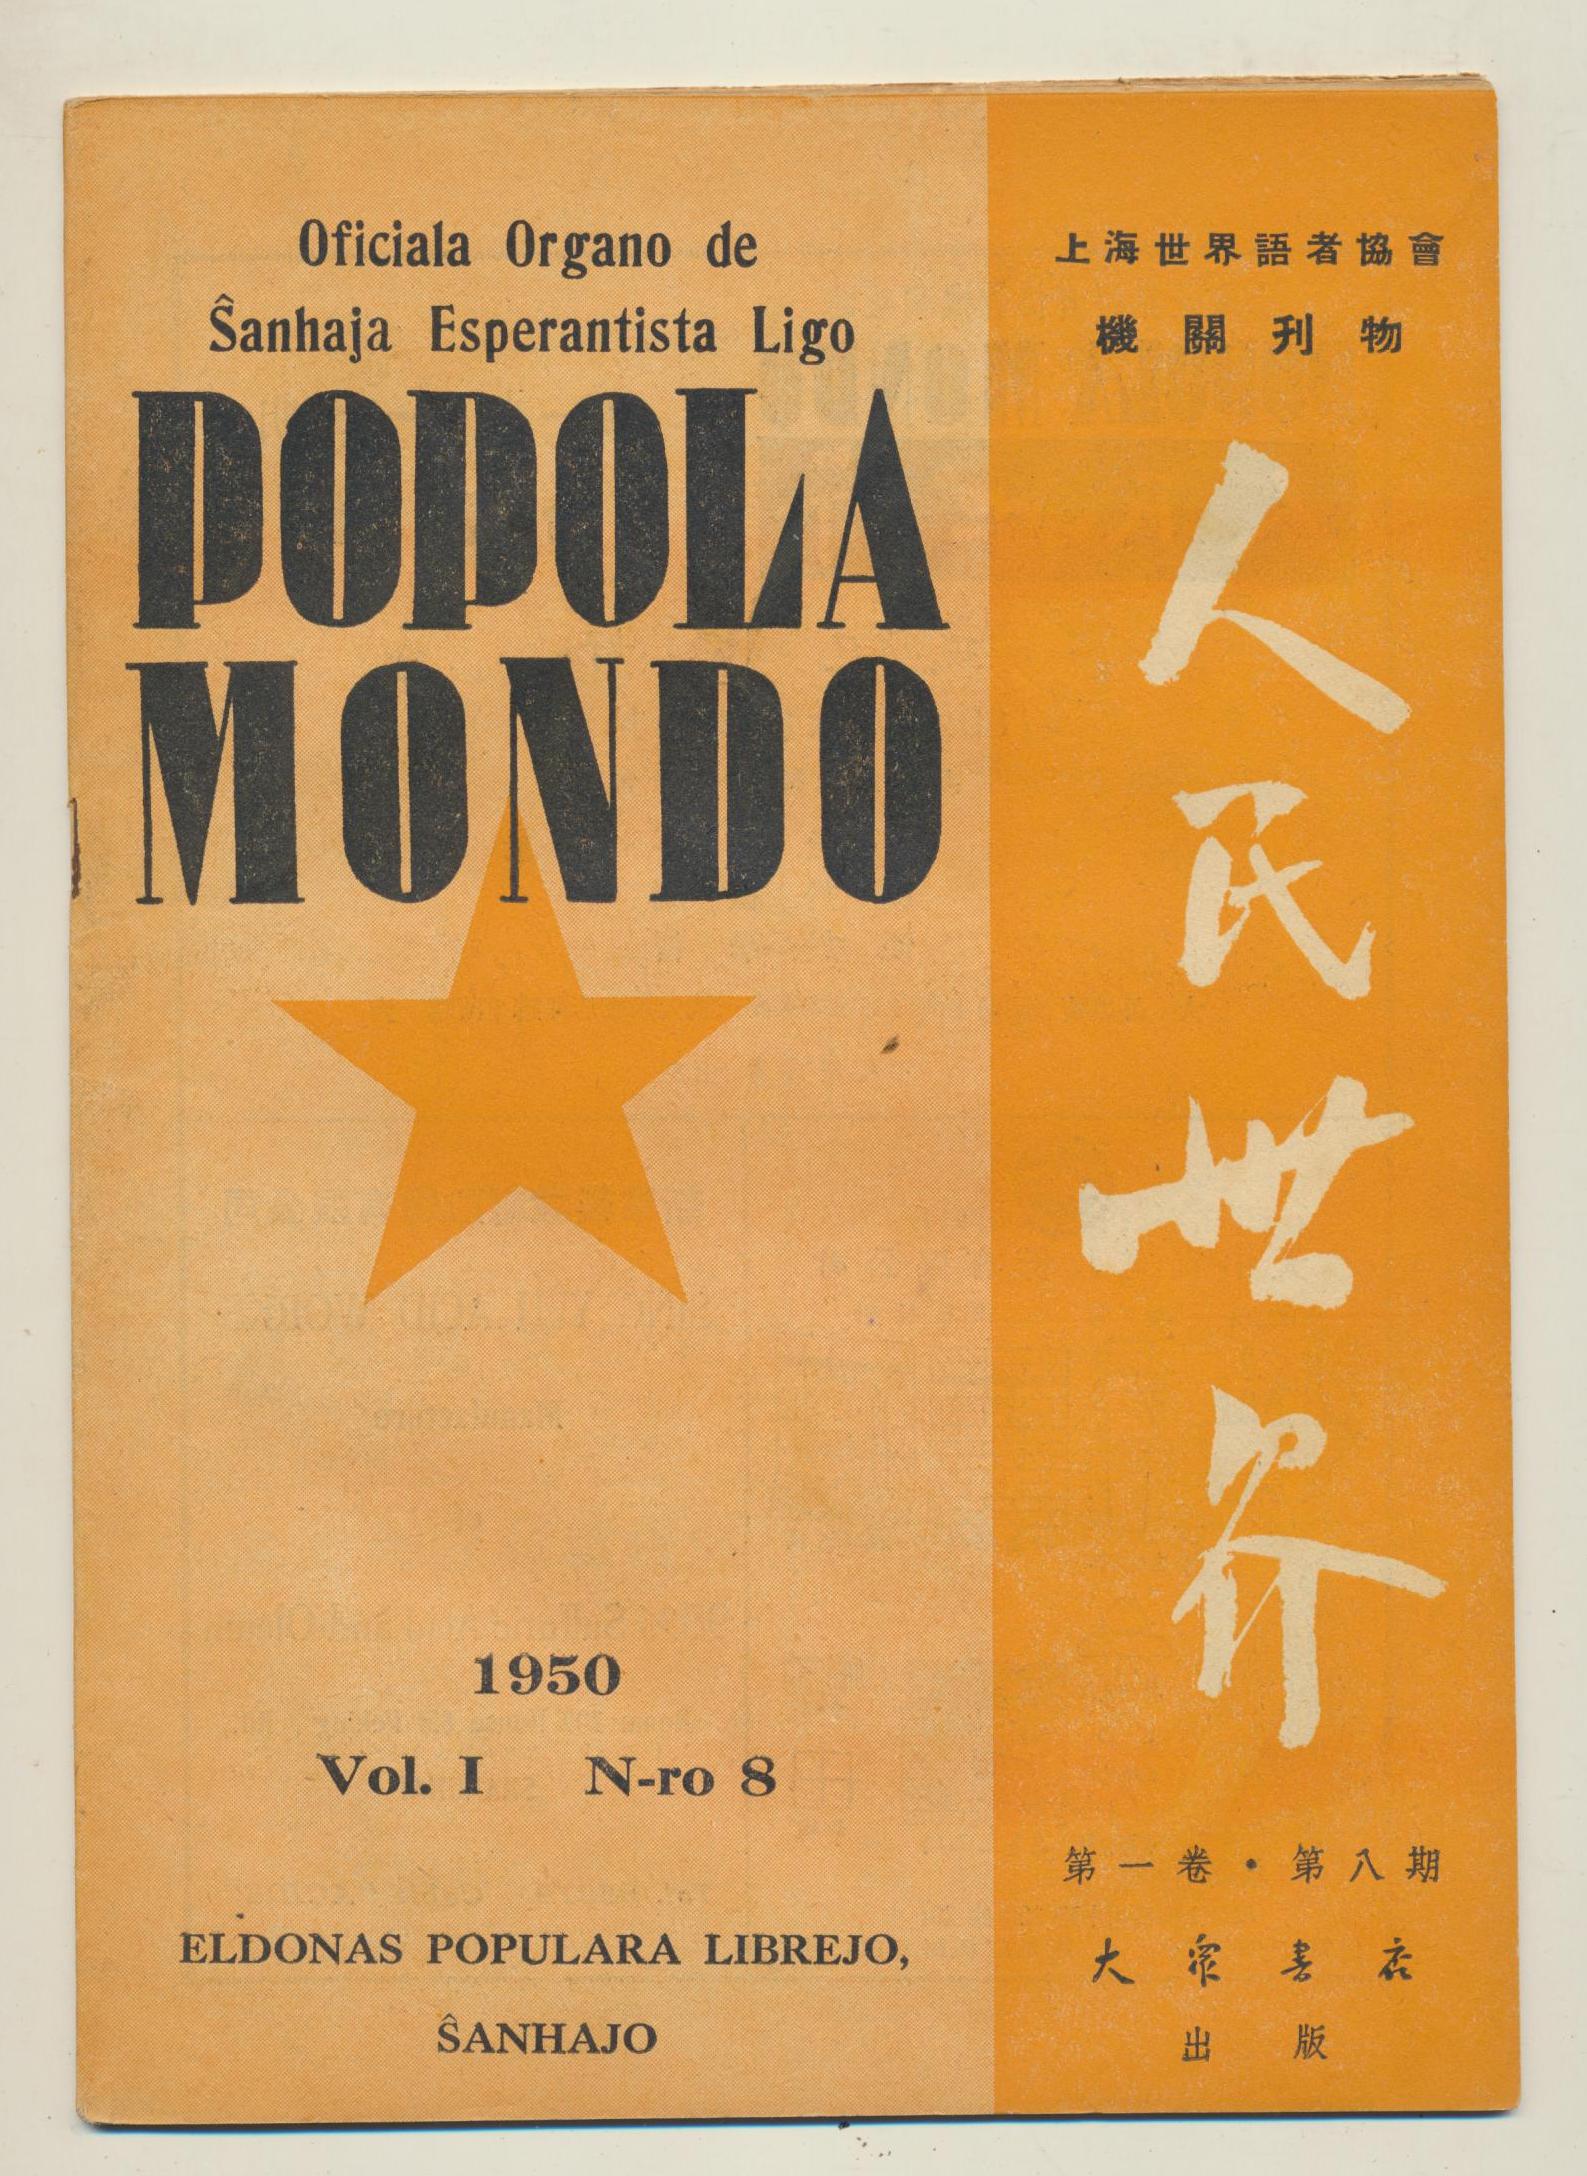 Oficiala Organo de
Ŝanhaja Esperantista Ligo
POPOLA
MONDO
1950
Vol. I N-ro 8
ELDONAS POPULARA LIBREJO,
ŜANHAJO
上海世界語者協會
機關刊物
人民世界
第一卷・第八期
大眾書店
出版